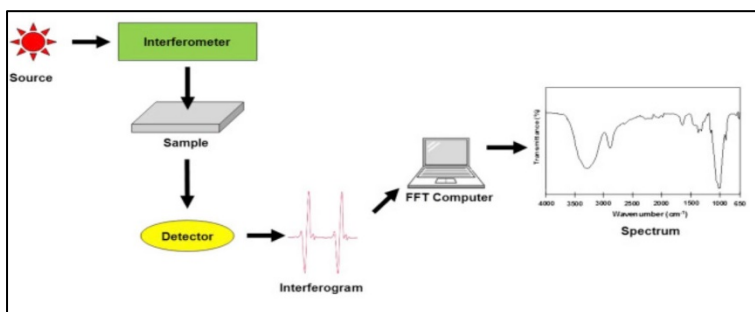 Source
Interferometer
Sample
Detector
Interferogram
FFT Computer
Transmittance (%)
4000 3500 3000 2500 2000 1500 1000 650
Wavenumber (cm⁻¹)
Spectrum